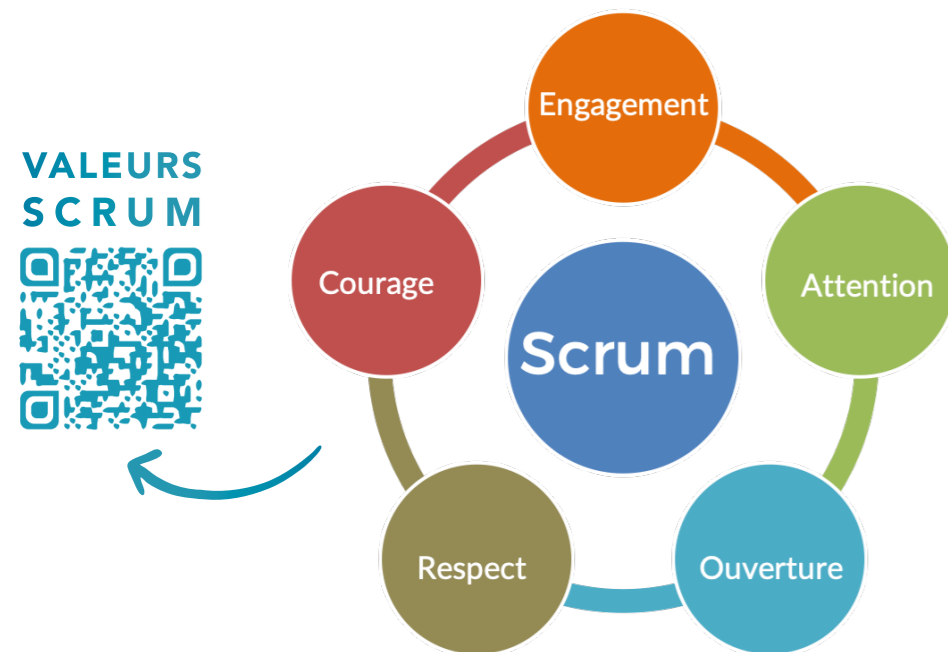 VALEURS
SCRUM
Engagement
Courage
Attention
Scrum
Respect
Ouverture